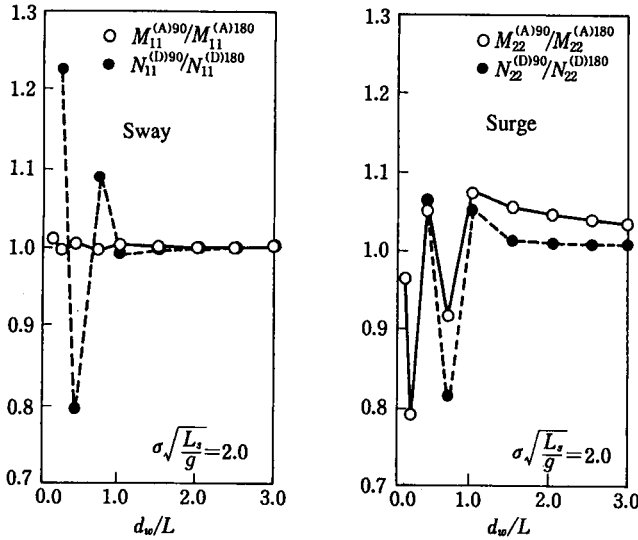 1.3
1.2
1.1
1.0
0.9
0.8
0.7
○ M₁₁⁽ᴬ⁾⁹⁰/M₁₁⁽ᴬ⁾¹⁸⁰
● N₁₁⁽ᴰ⁾⁹⁰/N₁₁⁽ᴰ⁾¹⁸⁰
Sway
σ√(Lₛ/g)=2.0
0.0 1.0 2.0 3.0
d_w/L
1.3
1.2
1.1
1.0
0.9
0.8
0.7
○ M₂₂⁽ᴬ⁾⁹⁰/M₂₂⁽ᴬ⁾¹⁸⁰
● N₂₂⁽ᴰ⁾⁹⁰/N₂₂⁽ᴰ⁾¹⁸⁰
Surge
σ√(Lₛ/g)=2.0
0.0 1.0 2.0 3.0
d_w/L